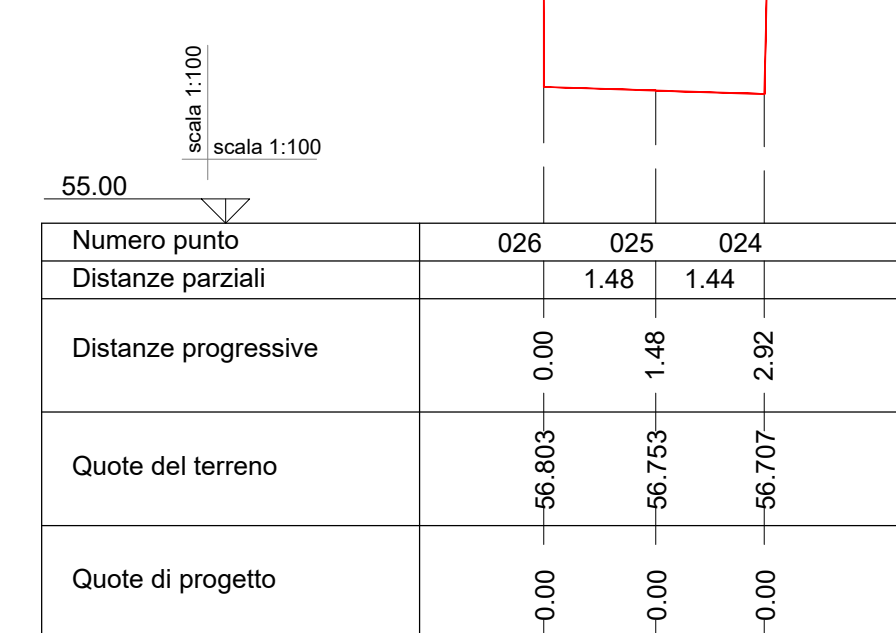 scala 1:100
scala 1:100
55.00
Numero punto 026 025 024
Distanze parziali 1.48 1.44
Distanze progressive 0.00 1.48 2.92
Quote del terreno 56.803 56.753 56.707
Quote di progetto 0.00 0.00 0.00